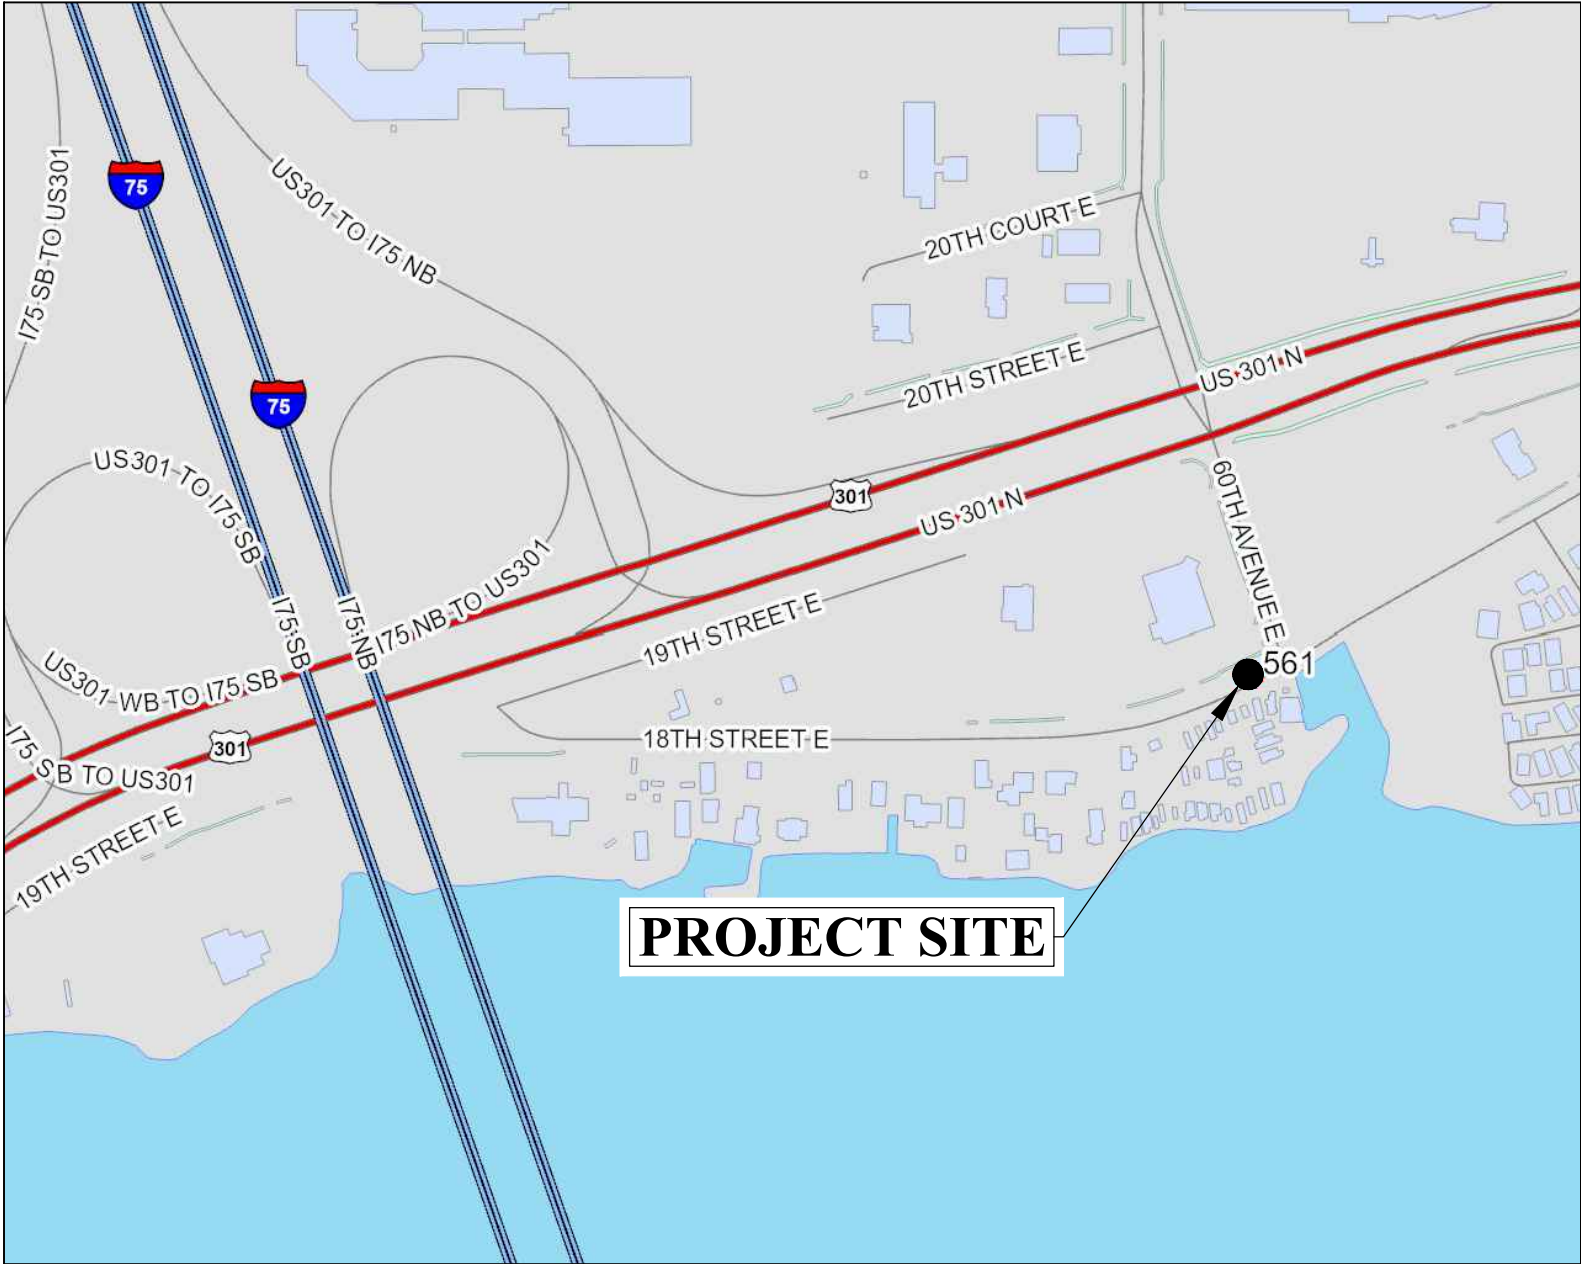 75
I75 SB TO US301
US301 TO I75 NB
20TH COURT E
75
20TH STREET E
US 301 N
US301 TO I75 SB
301
US 301 N
60TH AVENUE E
I75 SB
I75 NB
I75 NB TO US301
19TH STREET E
561
US301 WB TO I75 SB
18TH STREET E
301
I75 SB TO US301
19TH STREET E
PROJECT SITE